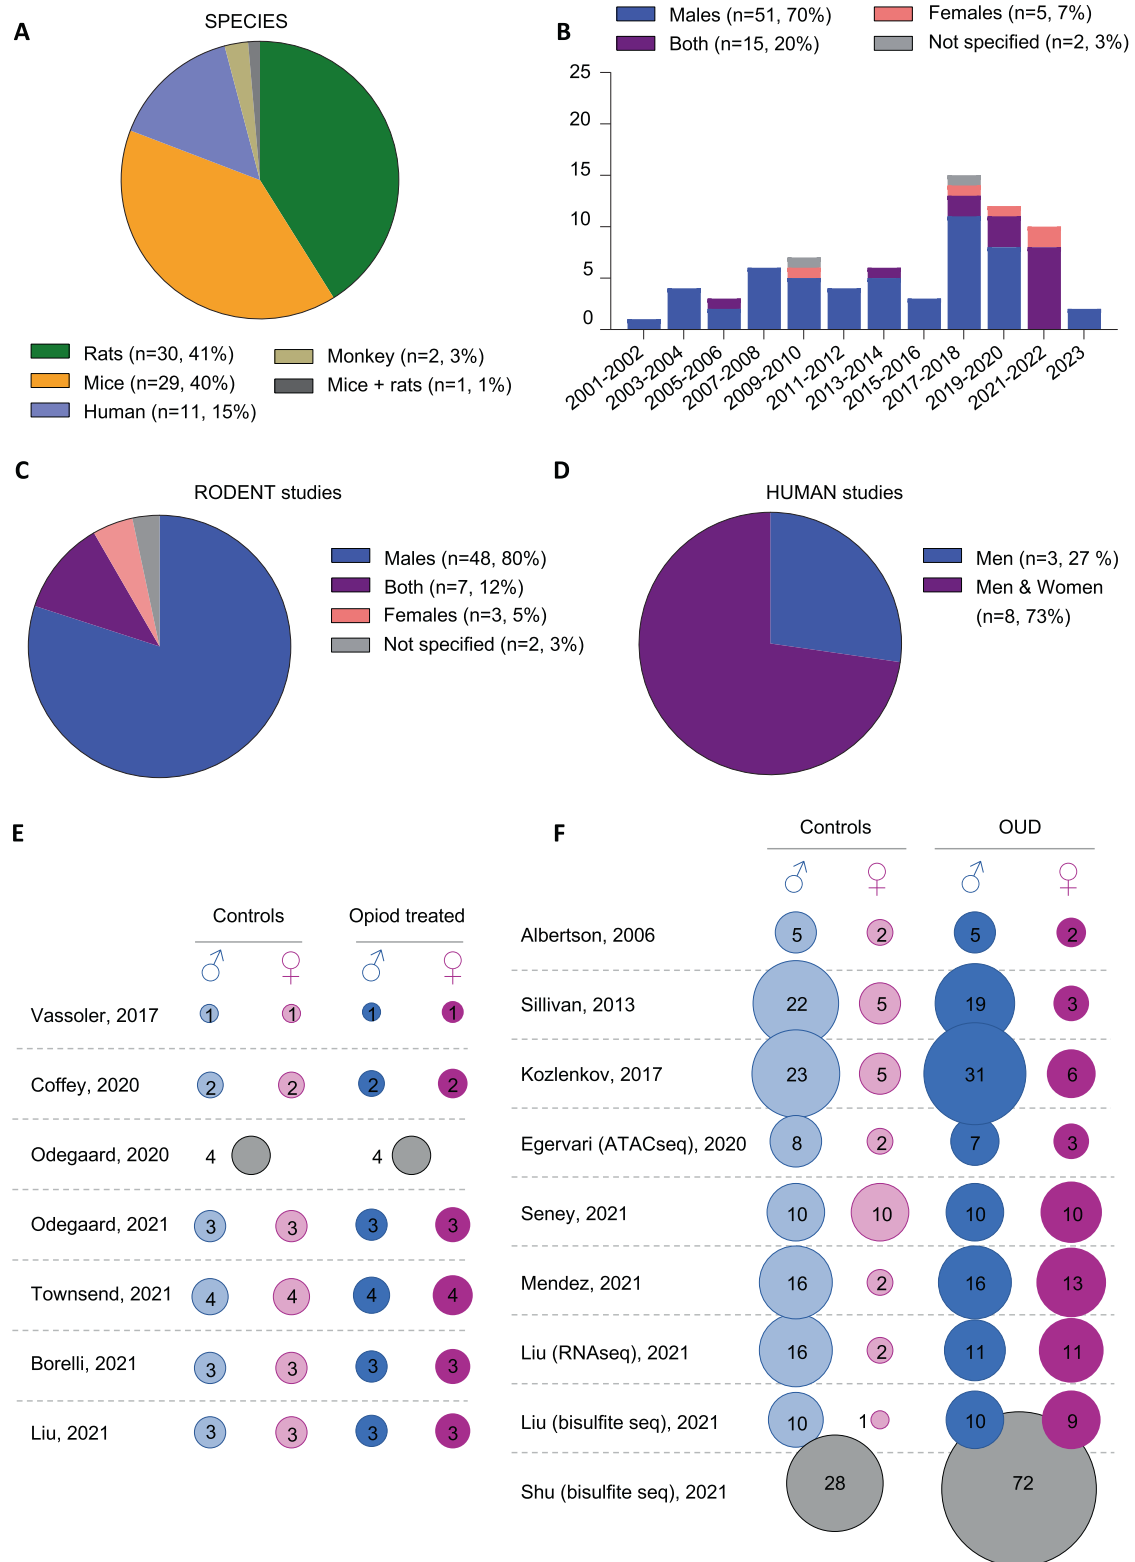 A
SPECIES
Rats (n=30, 41%)
Mice (n=29, 40%)
Human (n=11, 15%)
Monkey (n=2, 3%)
Mice + rats (n=1, 1%)
B
Males (n=51, 70%)
Both (n=15, 20%)
Females (n=5, 7%)
Not specified (n=2, 3%)
25
20
15
10
5
0
2001-2002
2003-2004
2005-2006
2007-2008
2009-2010
2011-2012
2013-2014
2015-2016
2017-2018
2019-2020
2021-2022
2023
C
RODENT studies
Males (n=48, 80%)
Both (n=7, 12%)
Females (n=3, 5%)
Not specified (n=2, 3%)
D
HUMAN studies
Men (n=3, 27 %)
Men & Women
(n=8, 73%)
E
Controls Opiod treated
♂ ♀ ♂ ♀
Vassoler, 2017 1 1 1 1
Coffey, 2020 2 2 2 2
Odegaard, 2020 4 4
Odegaard, 2021 3 3 3 3
Townsend, 2021 4 4 4 4
Borelli, 2021 3 3 3 3
Liu, 2021 3 3 3 3
F
Controls OUD
♂ ♀ ♂ ♀
Albertson, 2006 5 2 5 2
Sillivan, 2013 22 5 19 3
Kozlenkov, 2017 23 5 31 6
Egervari (ATACseq), 2020 8 2 7 3
Seney, 2021 10 10 10 10
Mendez, 2021 16 2 16 13
Liu (RNAseq), 2021 16 2 11 11
Liu (bisulfite seq), 2021 10 1 10 9
Shu (bisulfite seq), 2021 28 72